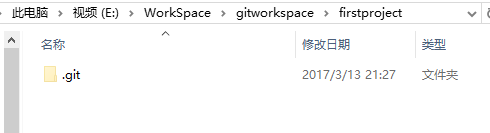 此电脑 > 视频 (E:) > WorkSpace > gitworkspace > firstproject
名称 修改日期 类型
.git 2017/3/13 21:27 文件夹